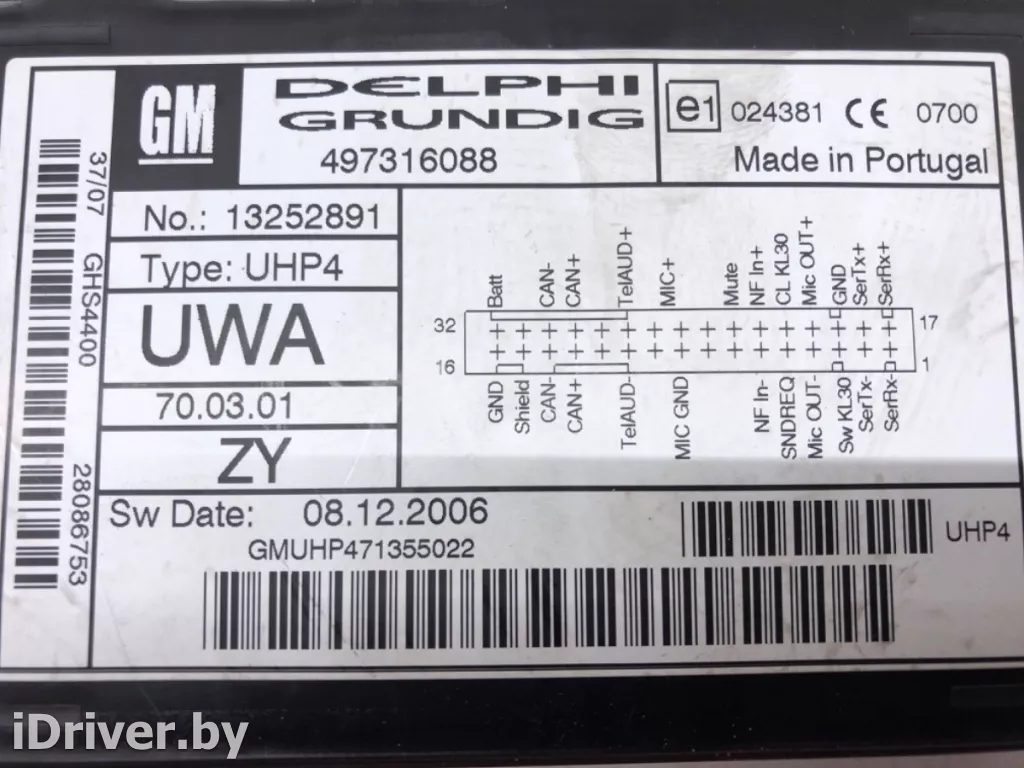 GM
DELPHI
GRUNDIG
497316088
e1 024381 CE 0700
Made in Portugal
37/07 GHS4400 28086753
No.: 13252891
Type: UHP4
UWA
70.03.01
ZY
Batt CAN- CAN+ TelAUD+ MIC+ Mute NF In+ CL KL30 Mic OUT+ GND SerTx+ SerRx+
32 17
16 1
GND Shield CAN- CAN+ TelAUD- MIC GND NF In- SNDREQ Mic OUT- Sw KL30 SerTx- SerRx-
Sw Date: 08.12.2006
GMUHP471355022
UHP4
iDriver.by